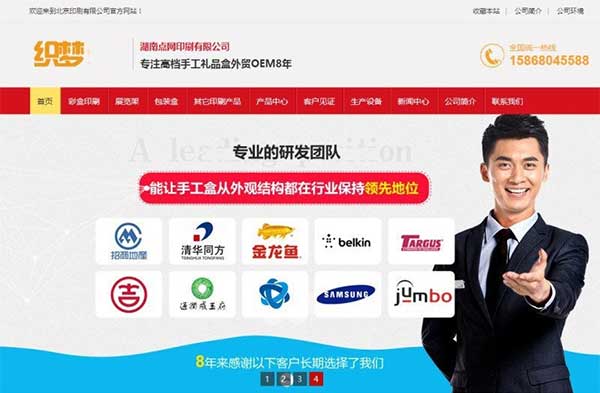 欢迎来到北京印刷有限公司官方网站！
收藏本站 | 公司简介 | 公司环境
织梦
湖南点网印刷有限公司
专注高档手工礼品盒外贸OEM8年
全国统一热线
15868045588
首页 彩盒印刷 展览架 包装盒 其它印刷产品 产品中心 客户见证 生产设备 新闻中心 公司简介 联系我们
A leading position
专业的研发团队
能让手工盒从外观结构都在行业保持领先地位
招商地产
清华同方
TSINGHUA TONGFANG
金龙鱼
belkin
TARGUS
SAMSUNG
jumbo
8年来感谢以下客户长期选择了我们
1 2 3 4